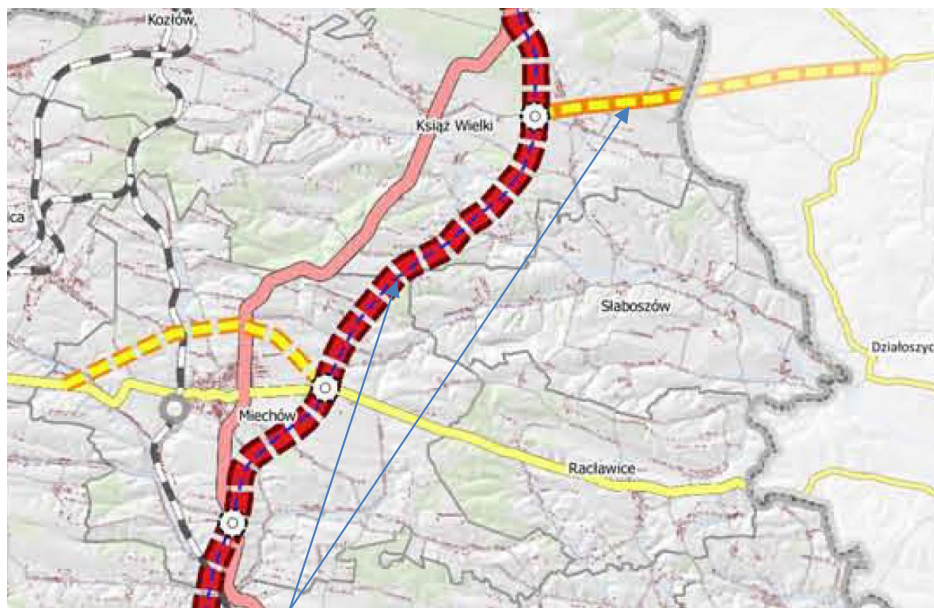 Kozłów
Książ Wielki
ica
Słaboszów
Działoszyc
Miechów
Racławice